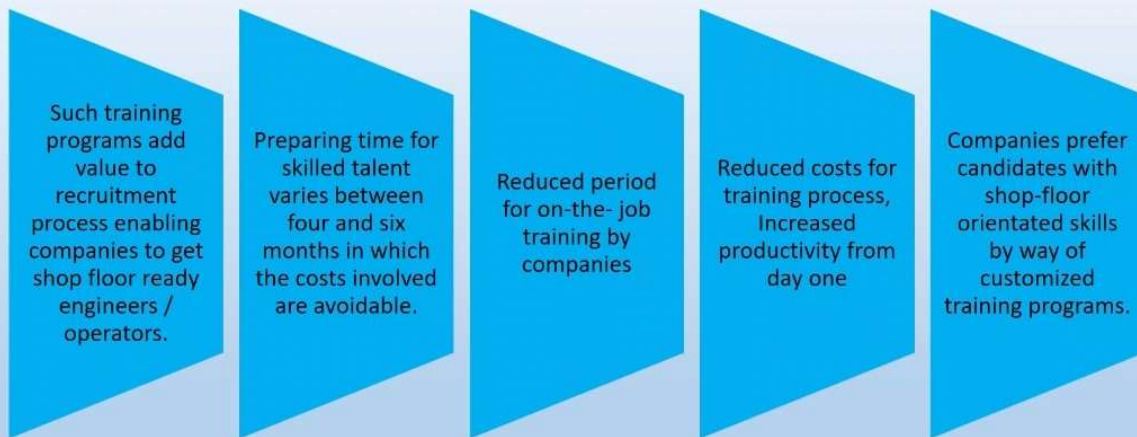 Such training
programs add
value to
recruitment
process enabling
companies to get
shop floor ready
engineers /
operators.
Preparing time for
skilled talent
varies between
four and six
months in which
the costs involved
are avoidable.
Reduced period
for on-the- job
training by
companies
Reduced costs for
training process,
Increased
productivity from
day one
Companies prefer
candidates with
shop-floor
orientated skills
by way of
customized
training programs.